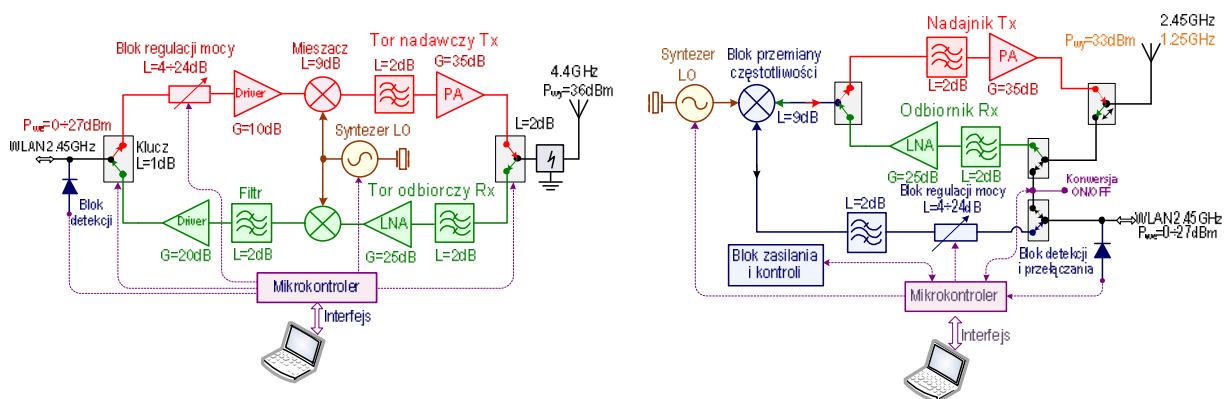 Blok regulacji mocy
L=4÷24dB
Mieszacz
L=9dB
Tor nadawczy Tx
G=35dB
L=2dB
Driver
PA
G=10dB
4.4GHz
Pwy=36dBm
Pwe=0÷27dBm
WLAN2.45GHz
Klucz
L=1dB
Syntezer LO
L=2dB
Blok
detekcji
Filtr
Tor odbiorczy Rx
Driver
LNA
G=20dB
L=2dB
G=25dB
L=2dB
Mikrokontroler
Interfejs
Nadajnik Tx
2.45GHz
Pwy=33dBm
1.25GHz
Syntezer
LO
Blok przemiany
częstotliwości
PA
L=2dB
G=35dB
L=9dB
Odbiornik Rx
LNA
G=25dB
L=2dB
Blok regulacji mocy
L=4÷24dB
L=2dB
Konwersja
ON/OFF
WLAN2.45GHz
Pwe=0÷27dBm
Blok zasilania
i kontroli
Blok detekcji
i przełączania
Mikrokontroler
Interfejs